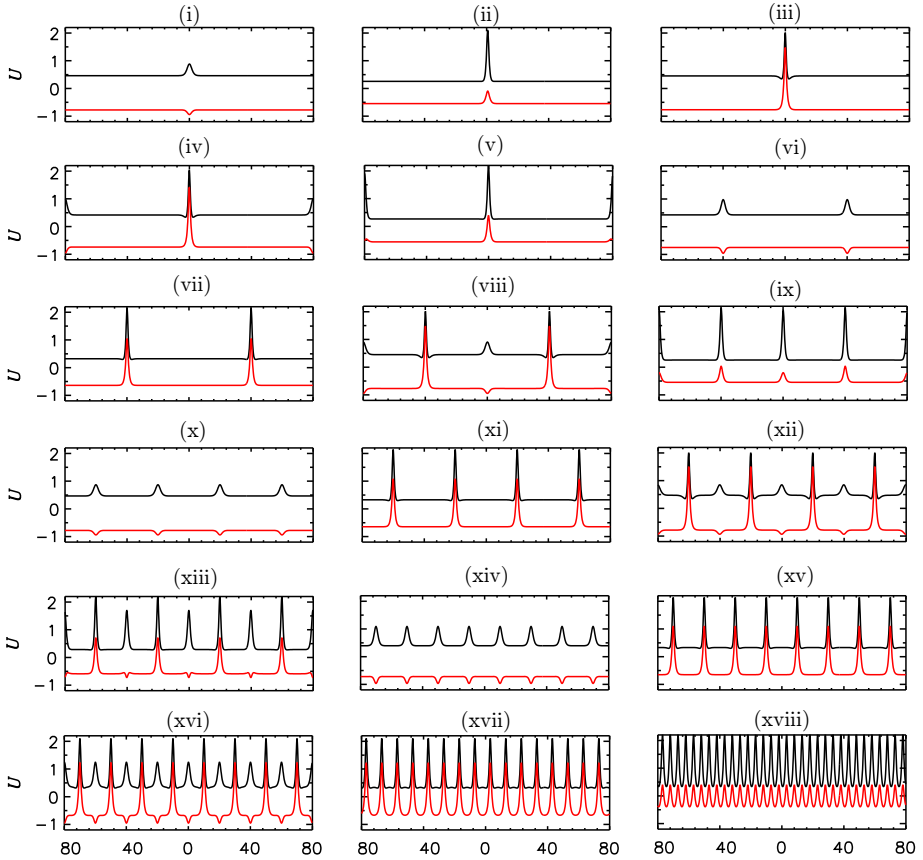 (i) (ii) (iii)
U 2 1 0 −1
(iv) (v) (vi)
U 2 1 0 −1
(vii) (viii) (ix)
U 2 1 0 −1
(x) (xi) (xii)
U 2 1 0 −1
(xiii) (xiv) (xv)
U 2 1 0 −1
(xvi) (xvii) (xviii)
U 2 1 0 −1
80 40 0 40 80 80 40 0 40 80 80 40 0 40 80